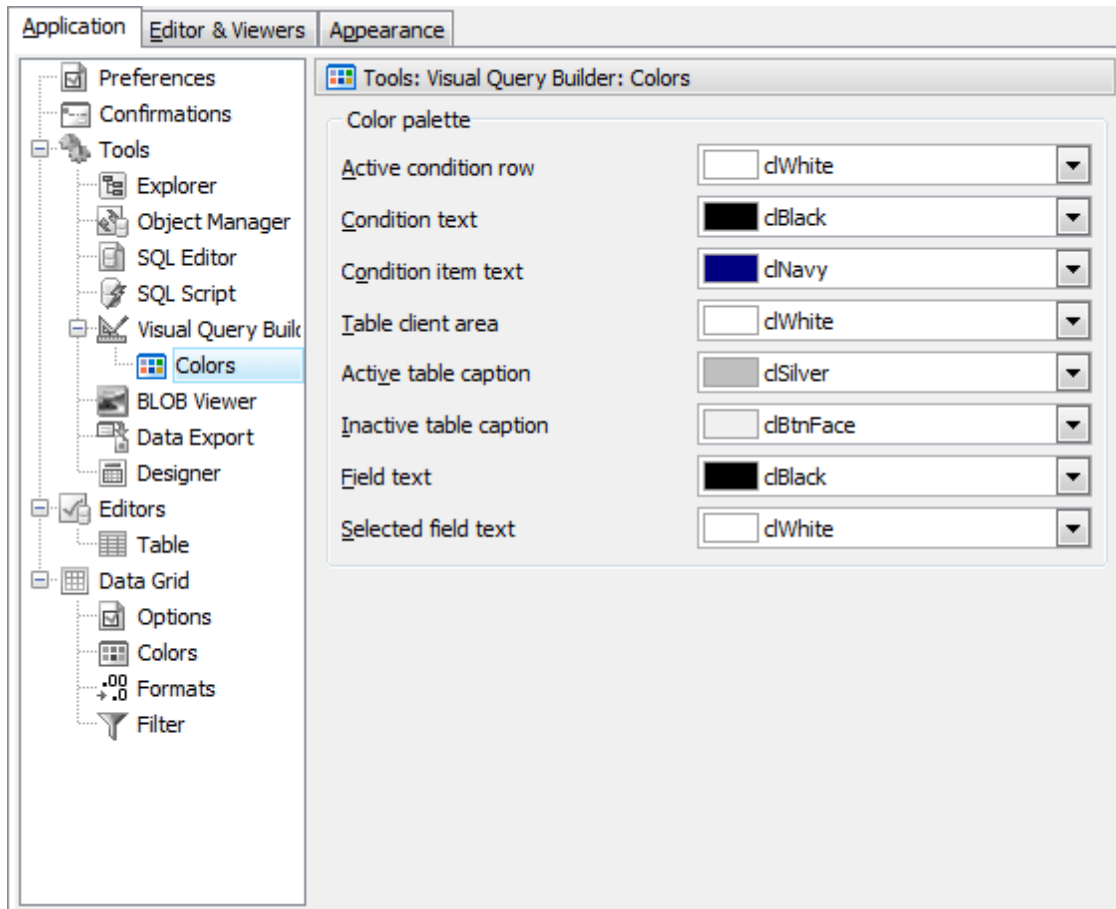 Application Editor & Viewers Appearance
Preferences
Confirmations
Tools
Explorer
Object Manager
SQL Editor
SQL Script
Visual Query Buil
Colors
BLOB Viewer
Data Export
Designer
Editors
Table
Data Grid
Options
Colors
Formats
Filter
Tools: Visual Query Builder: Colors
Color palette
Active condition row clWhite
Condition text clBlack
Condition item text clNavy
Table client area clWhite
Active table caption clSilver
Inactive table caption clBtnFace
Field text clBlack
Selected field text clWhite